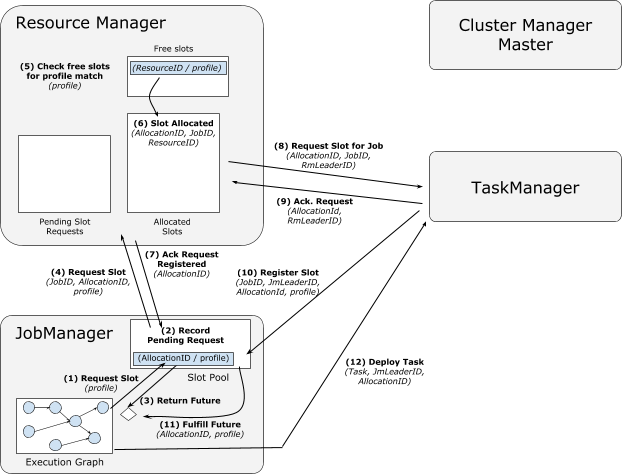 Resource Manager
Cluster Manager
Master
Free slots
(5) Check free slots
for profile match
(profile)
(ResourceID / profile)
(6) Slot Allocated
(AllocationID, JobID,
ResourceID)
(8) Request Slot for Job
(AllocationID, JobID,
RmLeaderID)
TaskManager
(9) Ack. Request
(AllocationId,
RmLeaderID)
Pending Slot
Requests
Allocated
Slots
(7) Ack Request
Registered
(AllocationID)
(4) Request Slot
(JobID, AllocationID,
profile)
(10) Register Slot
(JobID, JmLeaderID,
AllocationId, profile)
JobManager
(2) Record
Pending Request
(AllocationID / profile)
Slot Pool
(12) Deploy Task
(Task, JmLeaderID,
AllocationID)
(1) Request Slot
(profile)
(3) Return Future
(11) Fulfill Future
(AllocationID, profile)
Execution Graph